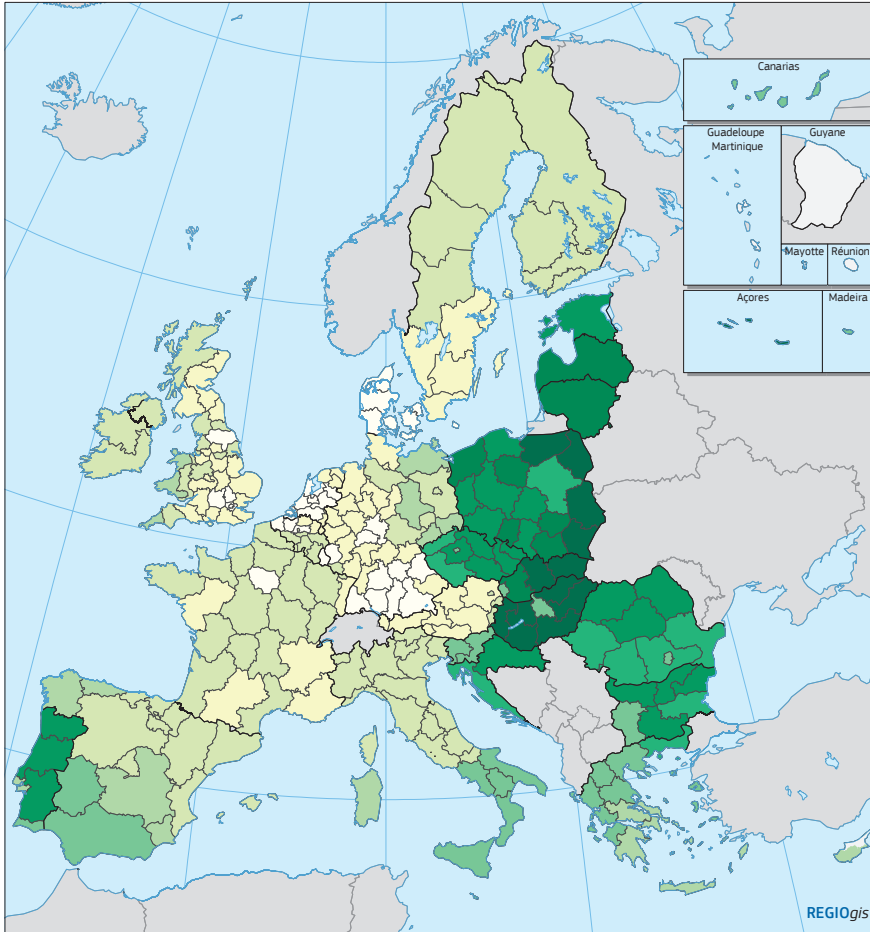 Canarias
Guadeloupe
Martinique
Guyane
Mayotte
Réunion
Açores
Madeira
REGIOgis